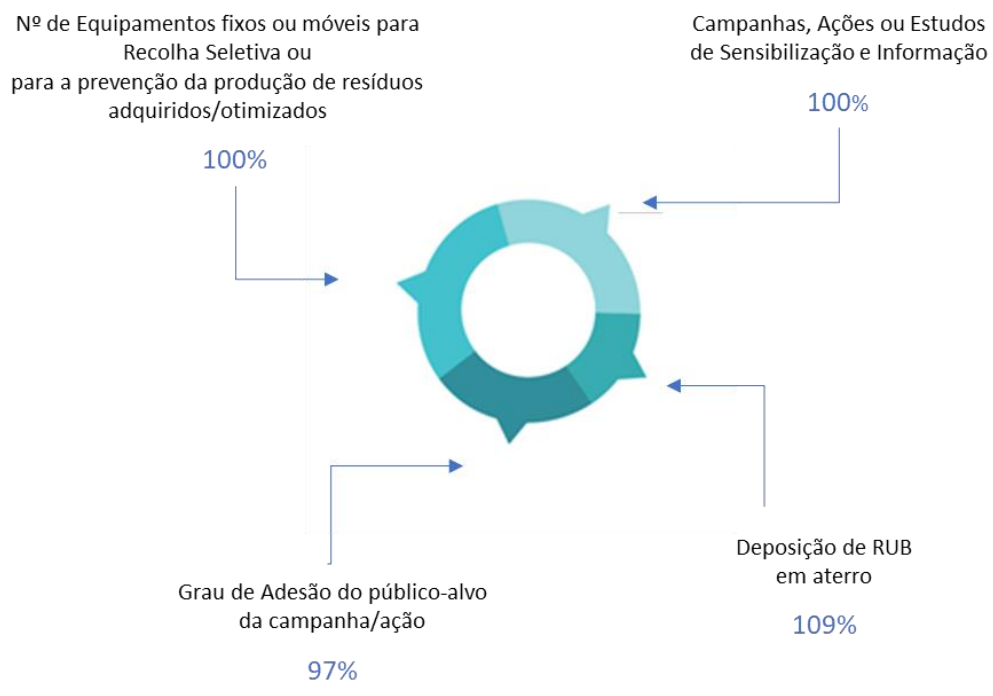 Nº de Equipamentos fixos ou móveis para
Recolha Seletiva ou
para a prevenção da produção de resíduos
adquiridos/otimizados
100%
Campanhas, Ações ou Estudos
de Sensibilização e Informação
100%
Grau de Adesão do público-alvo
da campanha/ação
97%
Deposição de RUB
em aterro
109%